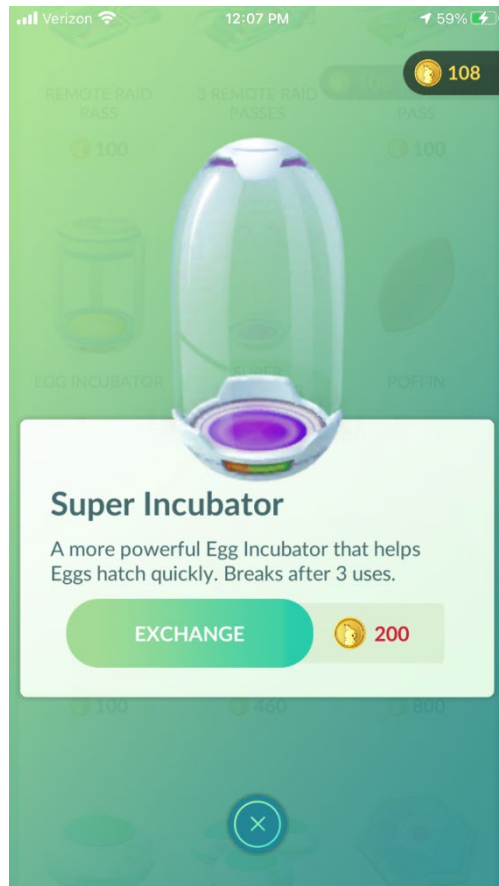 Verizon 12:07 PM 59%
108
REMOTE RAID PASS
3 REMOTE RAID PASSES
PASS
100
100
EGG INCUBATOR
SUPER
POFFIN
Super Incubator
A more powerful Egg Incubator that helps
Eggs hatch quickly. Breaks after 3 uses.
EXCHANGE 200
100 460 800